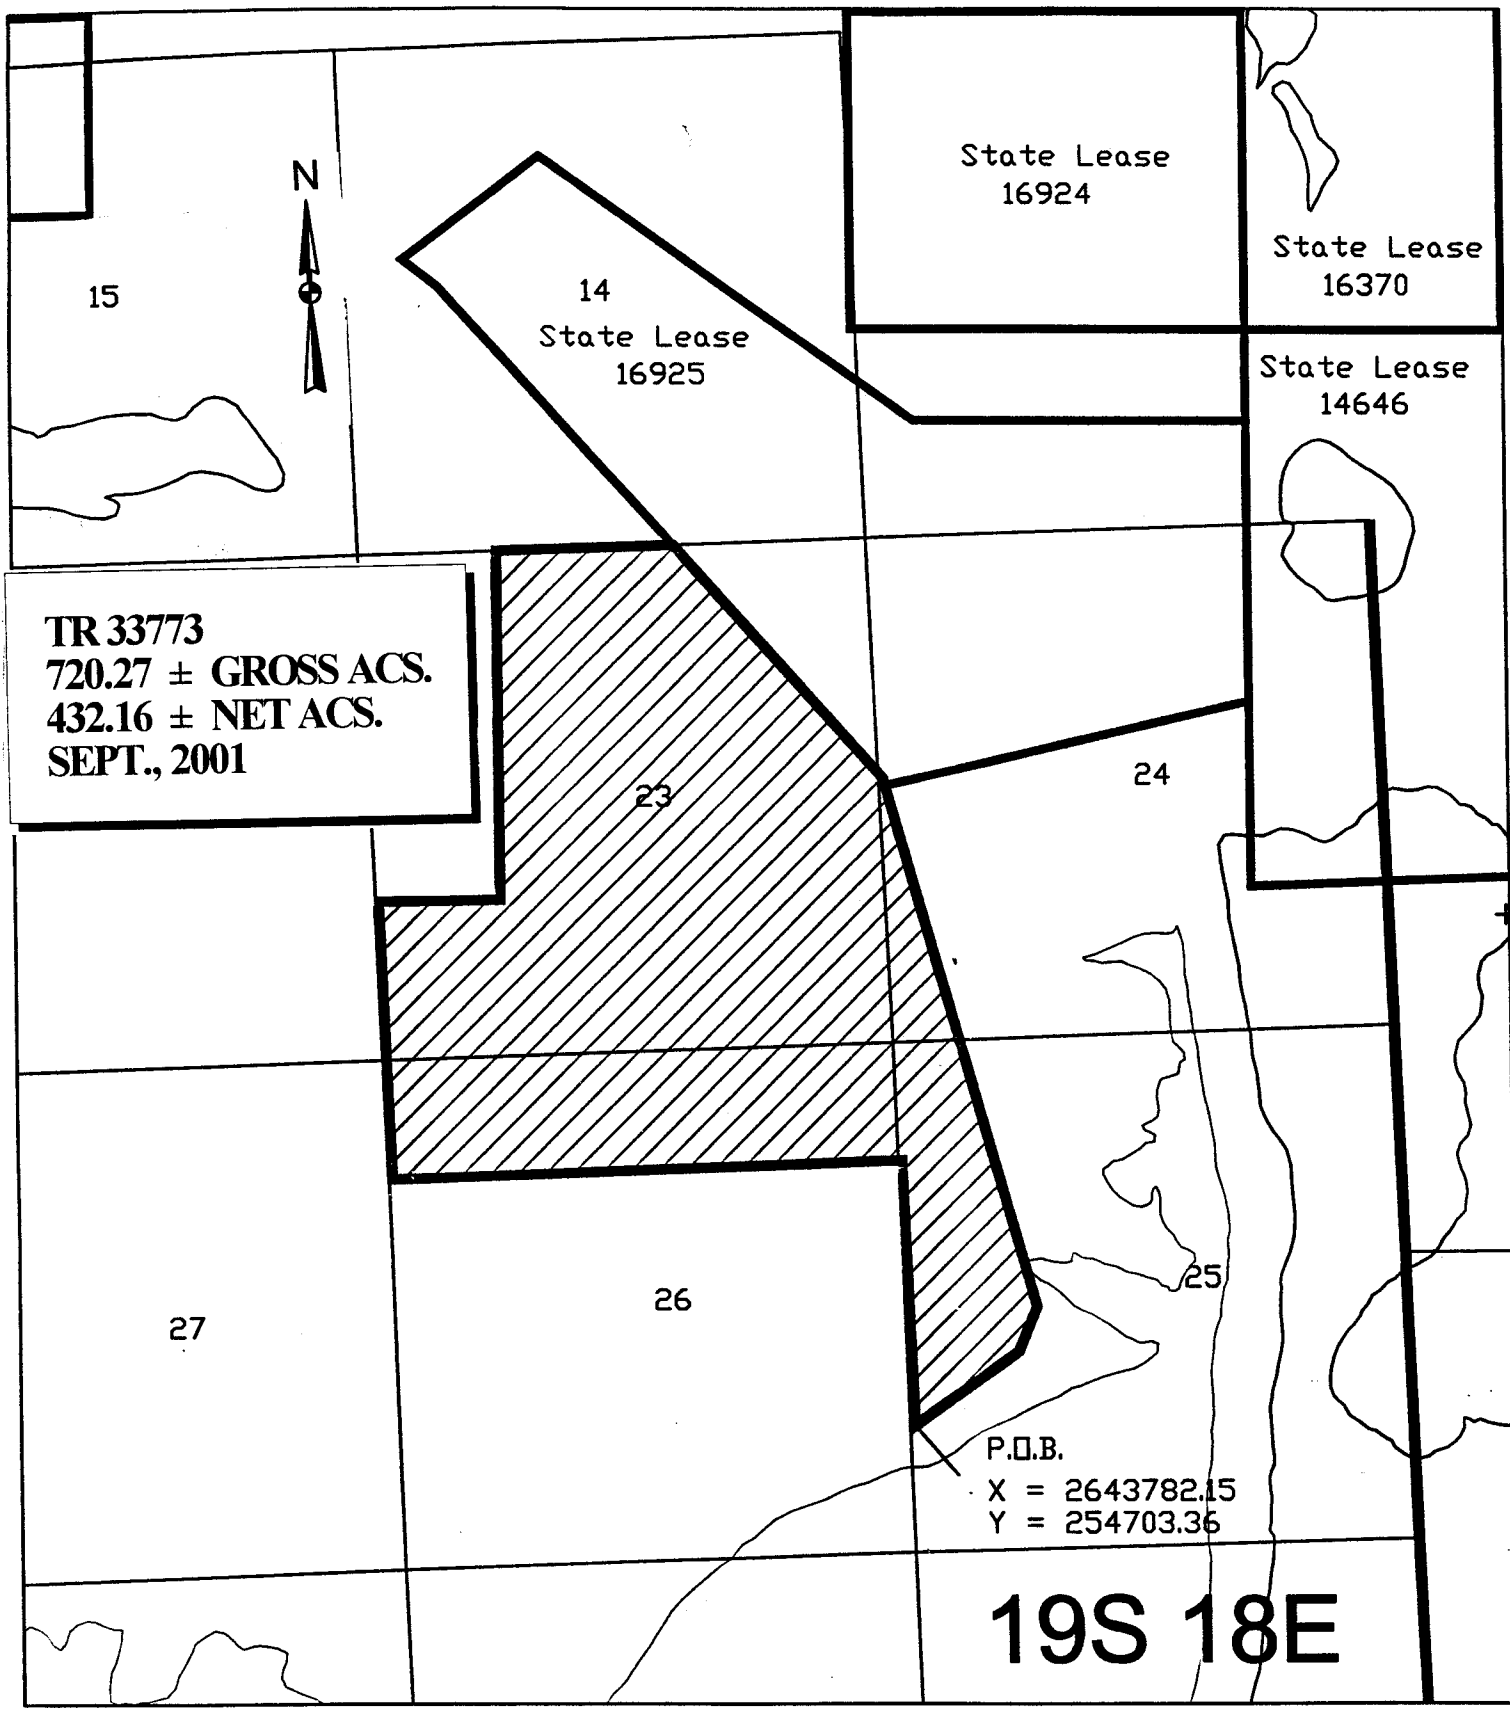 State Lease
16924
N
State Lease
16370
15
14
State Lease
16925
State Lease
14646
TR 33773
720.27 ± GROSS ACS.
432.16 ± NET ACS.
SEPT., 2001
23
24
25
26
27
P.O.B.
X = 2643782.15
Y = 254703.36
19S 18E